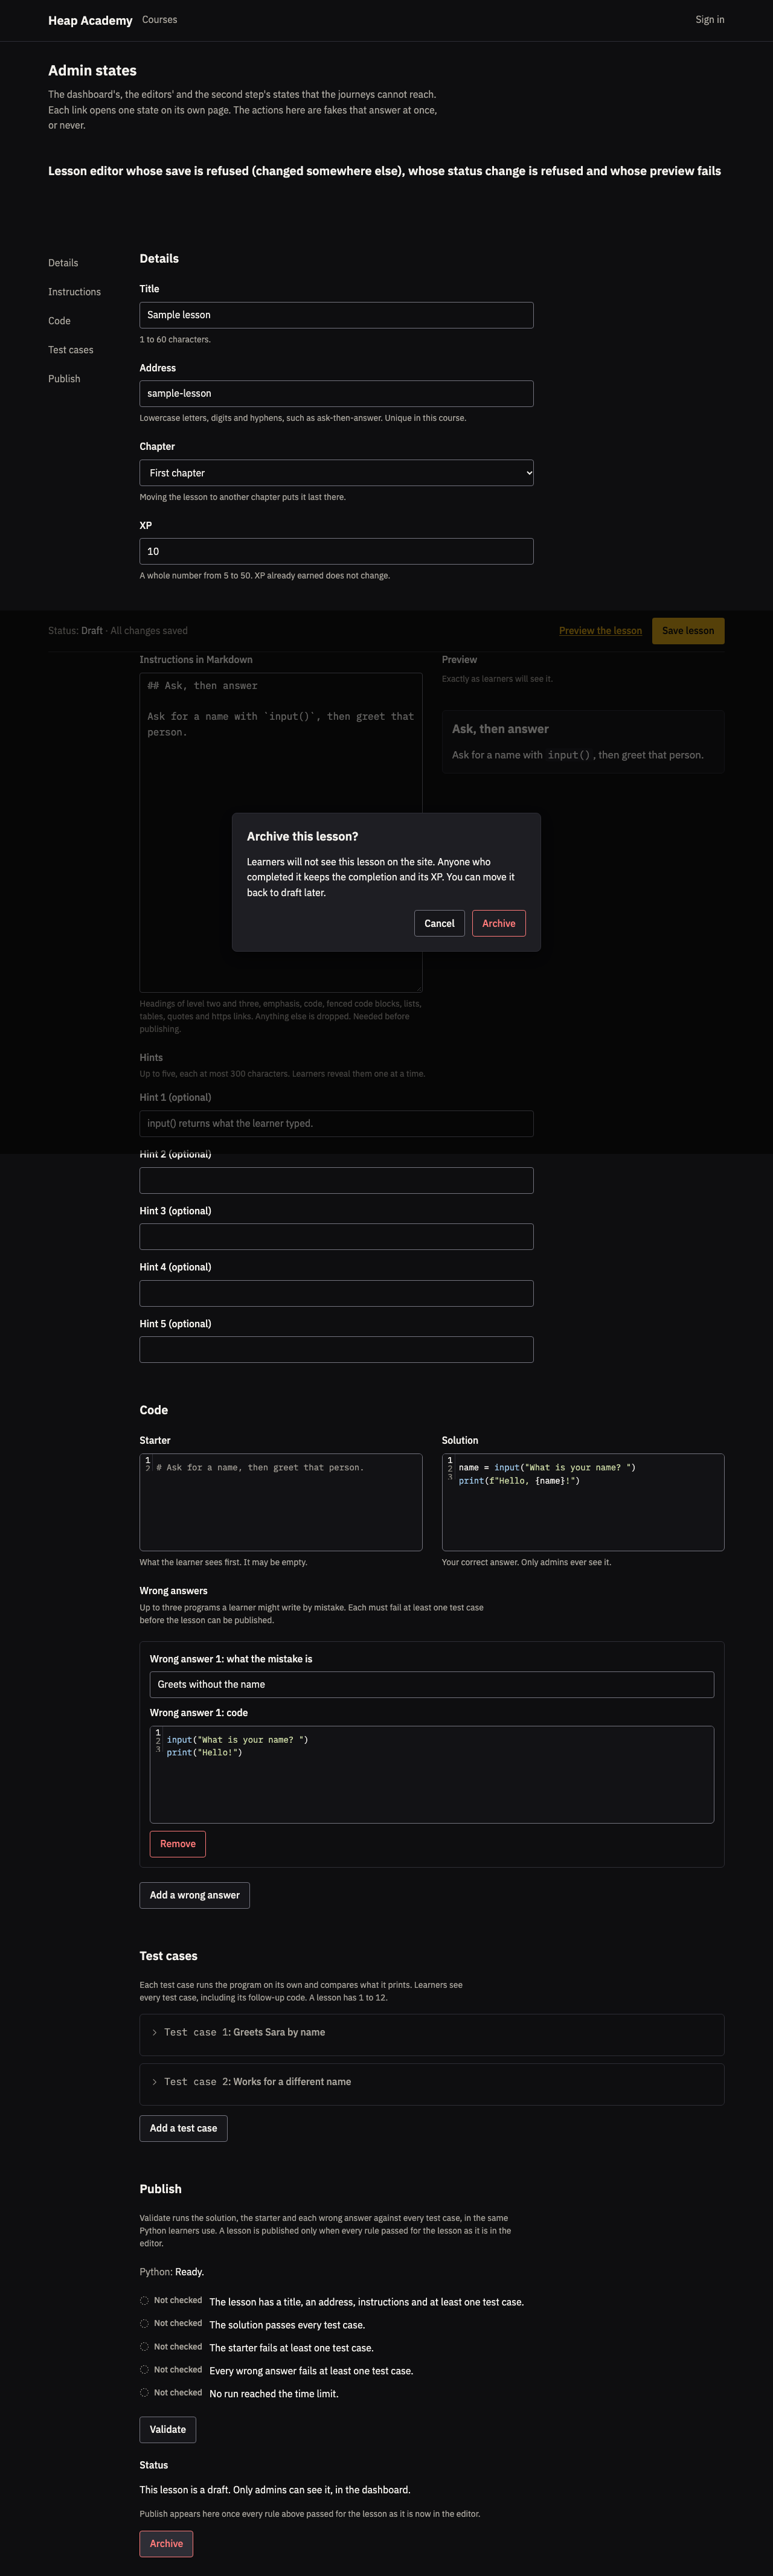 Heap Academy
Courses
Sign in
Admin states
The dashboard's, the editors' and the second step's states that the journeys cannot reach.
Each link opens one state on its own page. The actions here are fakes that answer at once,
or never.
Lesson editor whose save is refused (changed somewhere else), whose status change is refused and whose preview fails
Details
Instructions
Code
Test cases
Publish
Details
Title
Sample lesson
1 to 60 characters.
Address
sample-lesson
Lowercase letters, digits and hyphens, such as ask-then-answer. Unique in this course.
Chapter
First chapter
Moving the lesson to another chapter puts it last there.
XP
10
A whole number from 5 to 50. XP already earned does not change.
Status: Draft · All changes saved
Preview the lesson
Save lesson
Instructions in Markdown
## Ask, then answer
Ask for a name with `input()`, then greet that
person.
Preview
Exactly as learners will see it.
Ask, then answer
Ask for a name with input(), then greet that person.
Archive this lesson?
Learners will not see this lesson on the site. Anyone who
completed it keeps the completion and its XP. You can move it
back to draft later.
Cancel
Archive
Headings of level two and three, emphasis, code, fenced code blocks, lists,
tables, quotes and https links. Anything else is dropped. Needed before
publishing.
Hints
Up to five, each at most 300 characters. Learners reveal them one at a time.
Hint 1 (optional)
input() returns what the learner typed.
Hint 2 (optional)
Hint 3 (optional)
Hint 4 (optional)
Hint 5 (optional)
Code
Starter
1
2
# Ask for a name, then greet that person.
What the learner sees first. It may be empty.
Solution
1
2
3
name = input("What is your name? ")
print(f"Hello, {name}!")
Your correct answer. Only admins ever see it.
Wrong answers
Up to three programs a learner might write by mistake. Each must fail at least one test case
before the lesson can be published.
Wrong answer 1: what the mistake is
Greets without the name
Wrong answer 1: code
1
2
3
input("What is your name? ")
print("Hello!")
Remove
Add a wrong answer
Test cases
Each test case runs the program on its own and compares what it prints. Learners see
every test case, including its follow-up code. A lesson has 1 to 12.
Test case 1: Greets Sara by name
Test case 2: Works for a different name
Add a test case
Publish
Validate runs the solution, the starter and each wrong answer against every test case, in the same
Python learners use. A lesson is published only when every rule passed for the lesson as it is in the
editor.
Python: Ready.
Not checked The lesson has a title, an address, instructions and at least one test case.
Not checked The solution passes every test case.
Not checked The starter fails at least one test case.
Not checked Every wrong answer fails at least one test case.
Not checked No run reached the time limit.
Validate
Status
This lesson is a draft. Only admins can see it, in the dashboard.
Publish appears here once every rule above passed for the lesson as it is now in the editor.
Archive